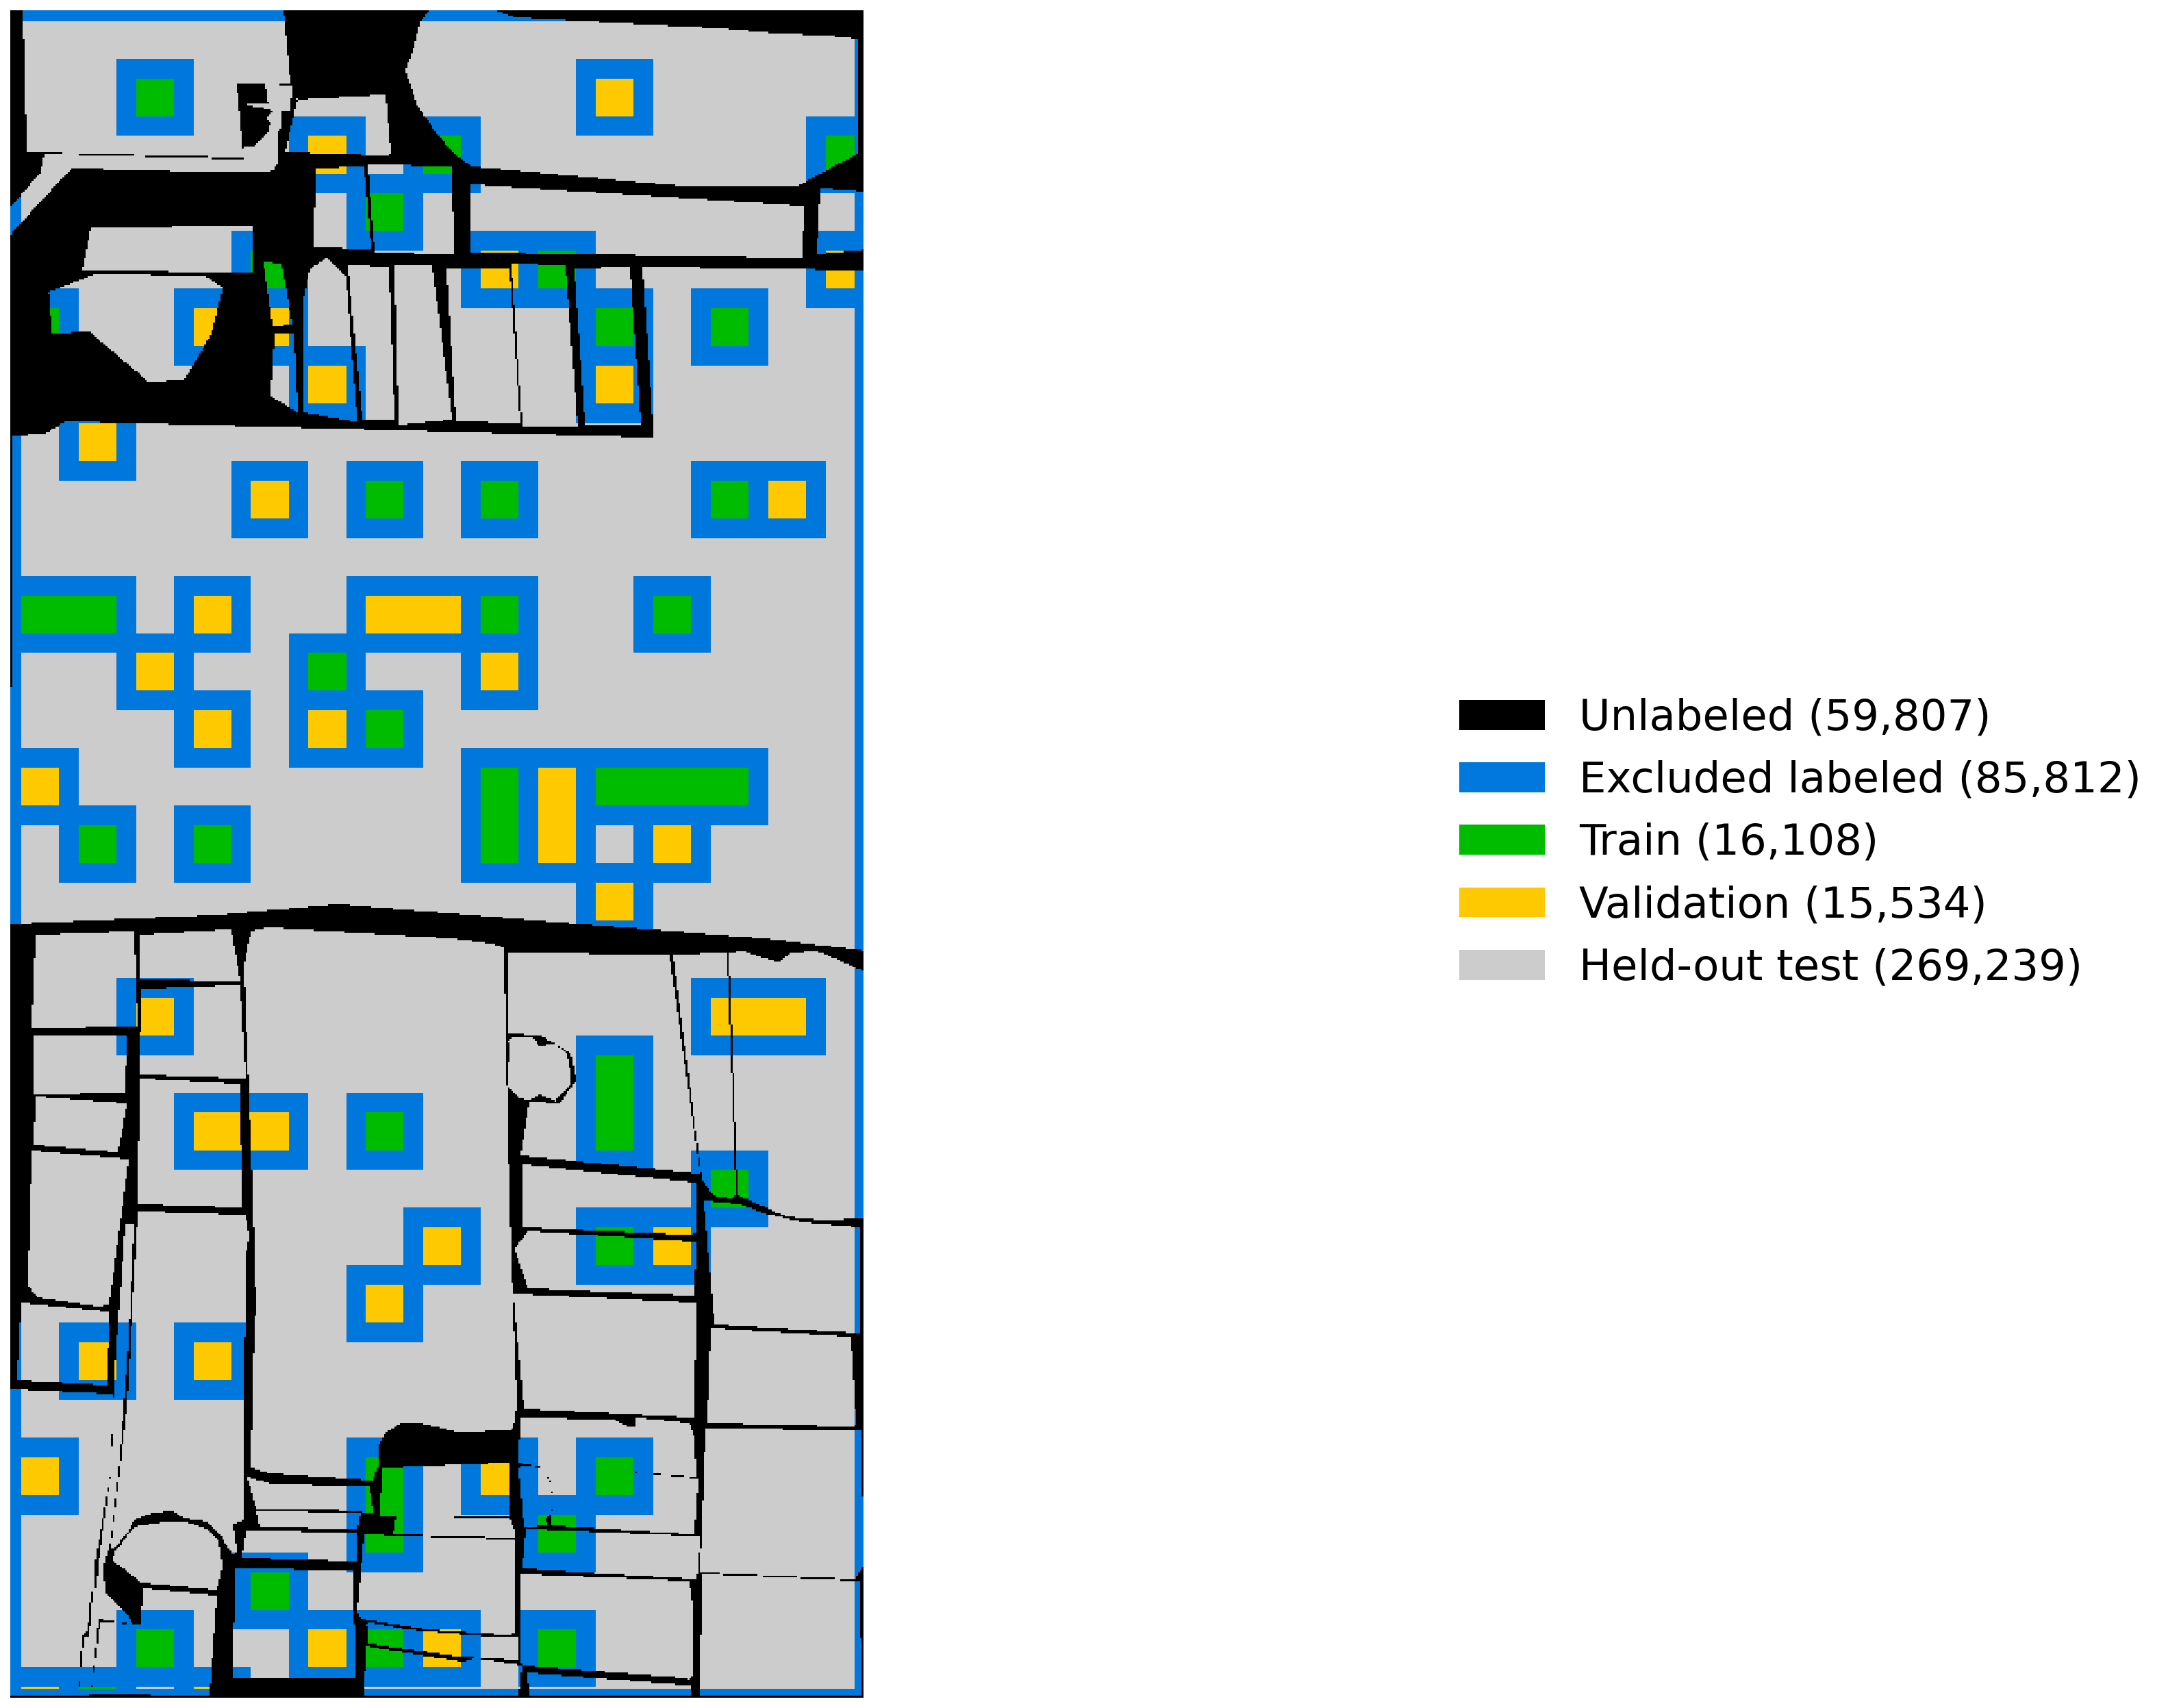 Unlabeled (59,807)
Excluded labeled (85,812)
Train (16,108)
Validation (15,534)
Held-out test (269,239)